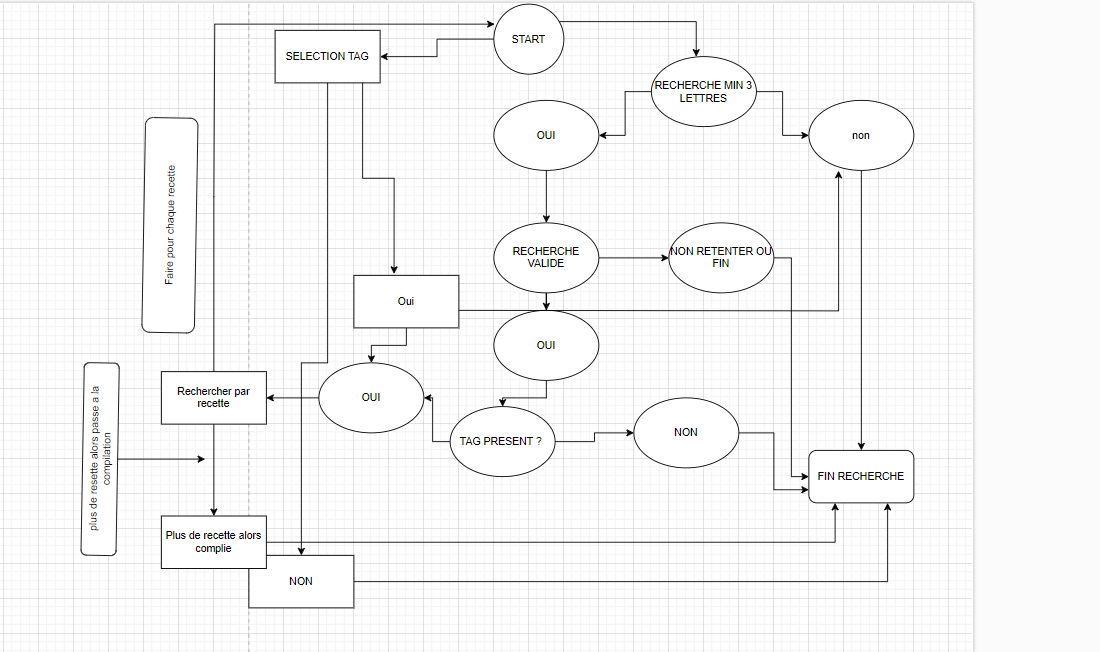 START
SELECTION TAG
RECHERCHE MIN 3
LETTRES
OUI
non
Faire pour chaque recette
RECHERCHE
VALIDE
NON RETENTER OU
FIN
Oui
OUI
Rechercher par
recette
OUI
TAG PRESENT ?
NON
plus de resette alors passe a la
compilation
FIN RECHERCHE
Plus de recette alors
complie
NON